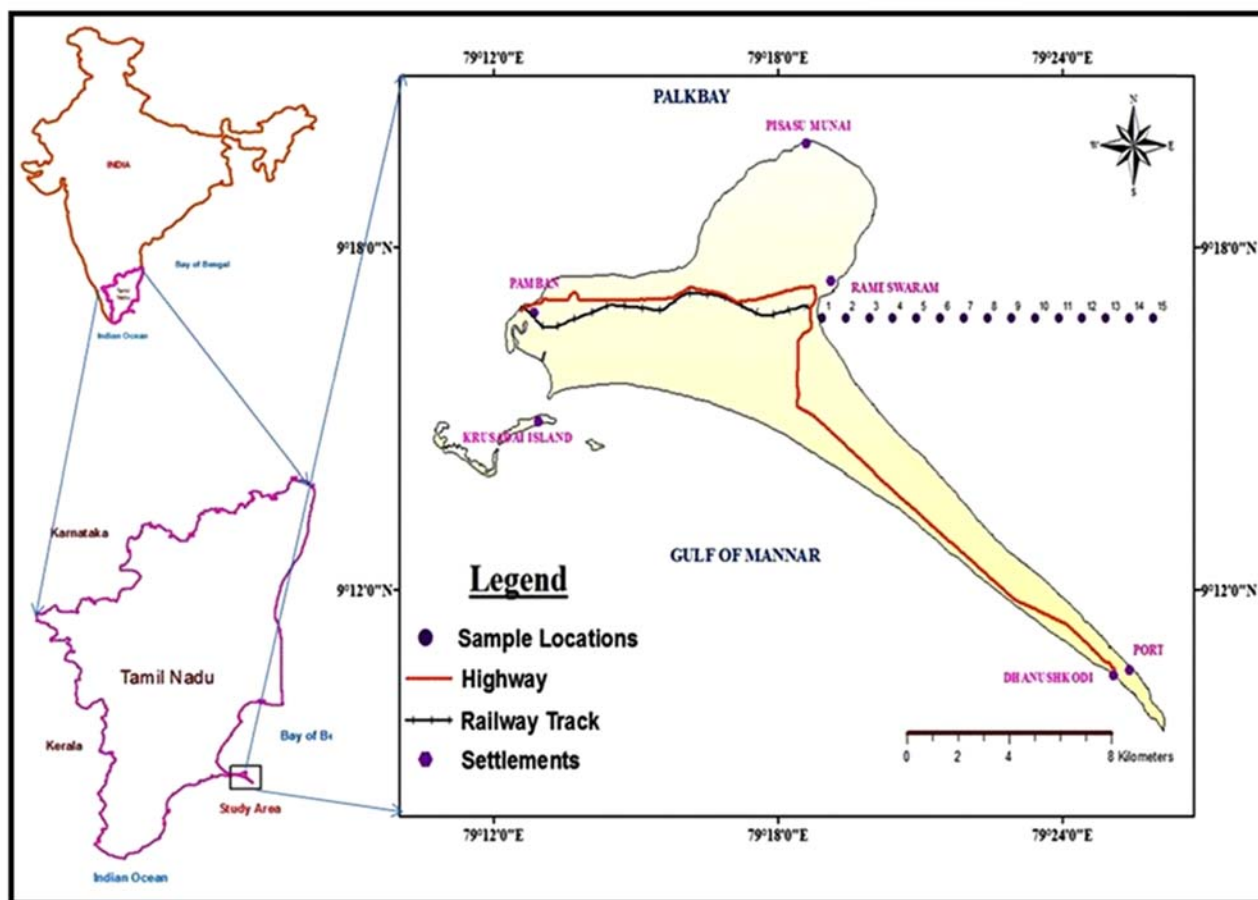 INDIA
Tamil
Nadu
Bay of Bengal
Indian Ocean
Karnataka
Tamil Nadu
Kerala
Bay of Be
Study Area
Indian Ocean
79°12'0"E
79°18'0"E
79°24'0"E
PALKBAY
PISASU MUNAI
N
W
E
S
9°18'0"N
9°18'0"N
PAMBAN
RAMESWARAM
1 2 3 4 5 6 7 8 9 10 11 12 13 14 15
KRUSADAI ISLAND
GULF OF MANNAR
9°12'0"N
9°12'0"N
Legend
Sample Locations
Highway
Railway Track
Settlements
PORT
DHANUSHKODI
0 2 4 8 Kilometers
79°12'0"E
79°18'0"E
79°24'0"E